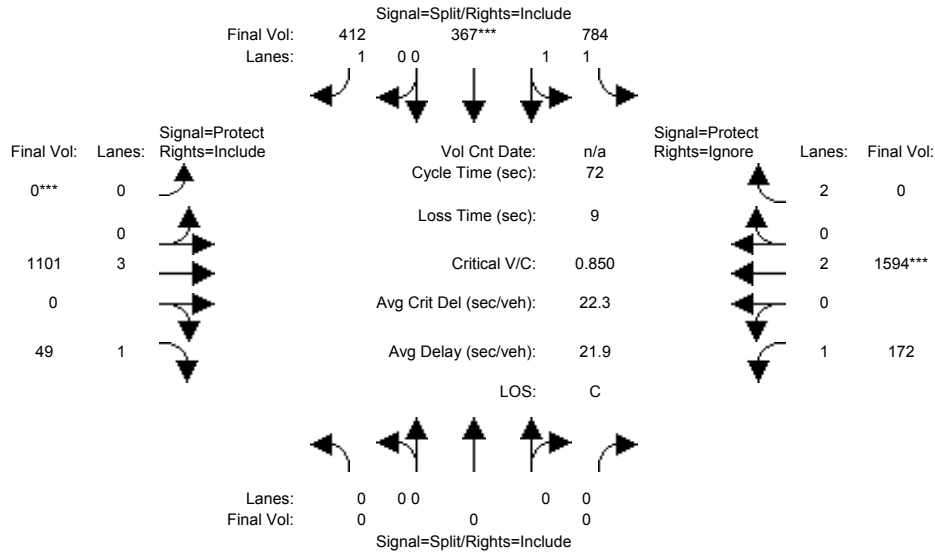 Signal=Split/Rights=Include
Final Vol: 412 367*** 784
Lanes: 1 0 0 1 1
Signal=Protect Signal=Protect
Final Vol: Lanes: Rights=Include Vol Cnt Date: n/a Rights=Ignore Lanes: Final Vol:
Cycle Time (sec): 72
0*** 0 2 0
Loss Time (sec): 9
0 0
1101 3 Critical V/C: 0.850 2 1594***
0 0 Avg Crit Del (sec/veh): 22.3 0
49 1 Avg Delay (sec/veh): 21.9 1 172
LOS: C
Lanes: 0 0 0 0 0
Final Vol: 0 0 0
Signal=Split/Rights=Include